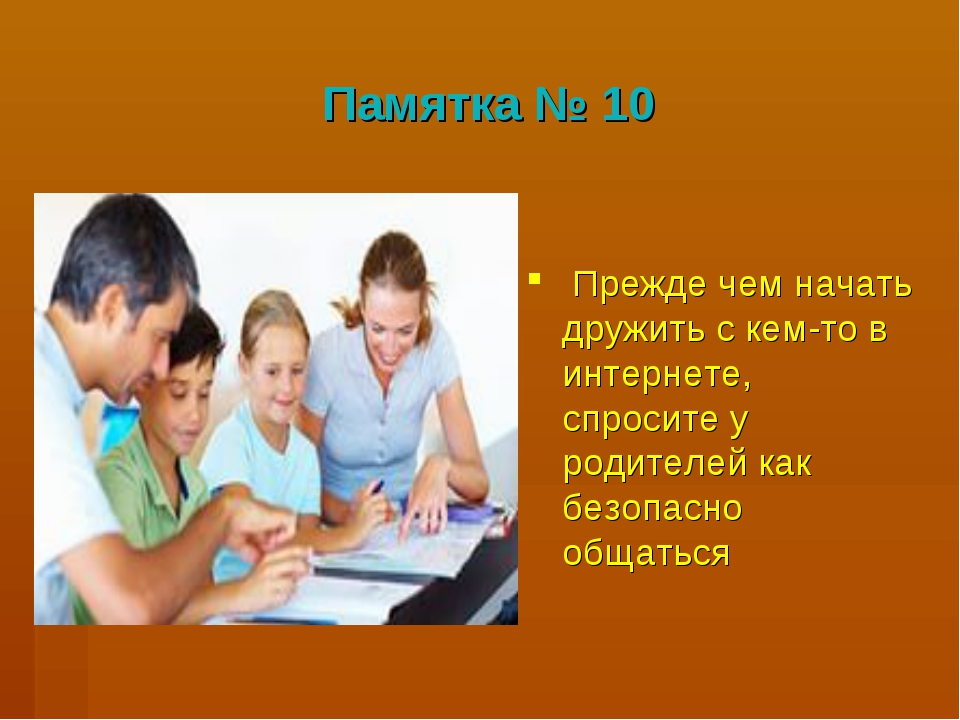 Памятка № 10
Прежде чем начать
дружить с кем-то в
интернете,
спросите у
родителей как
безопасно
общаться